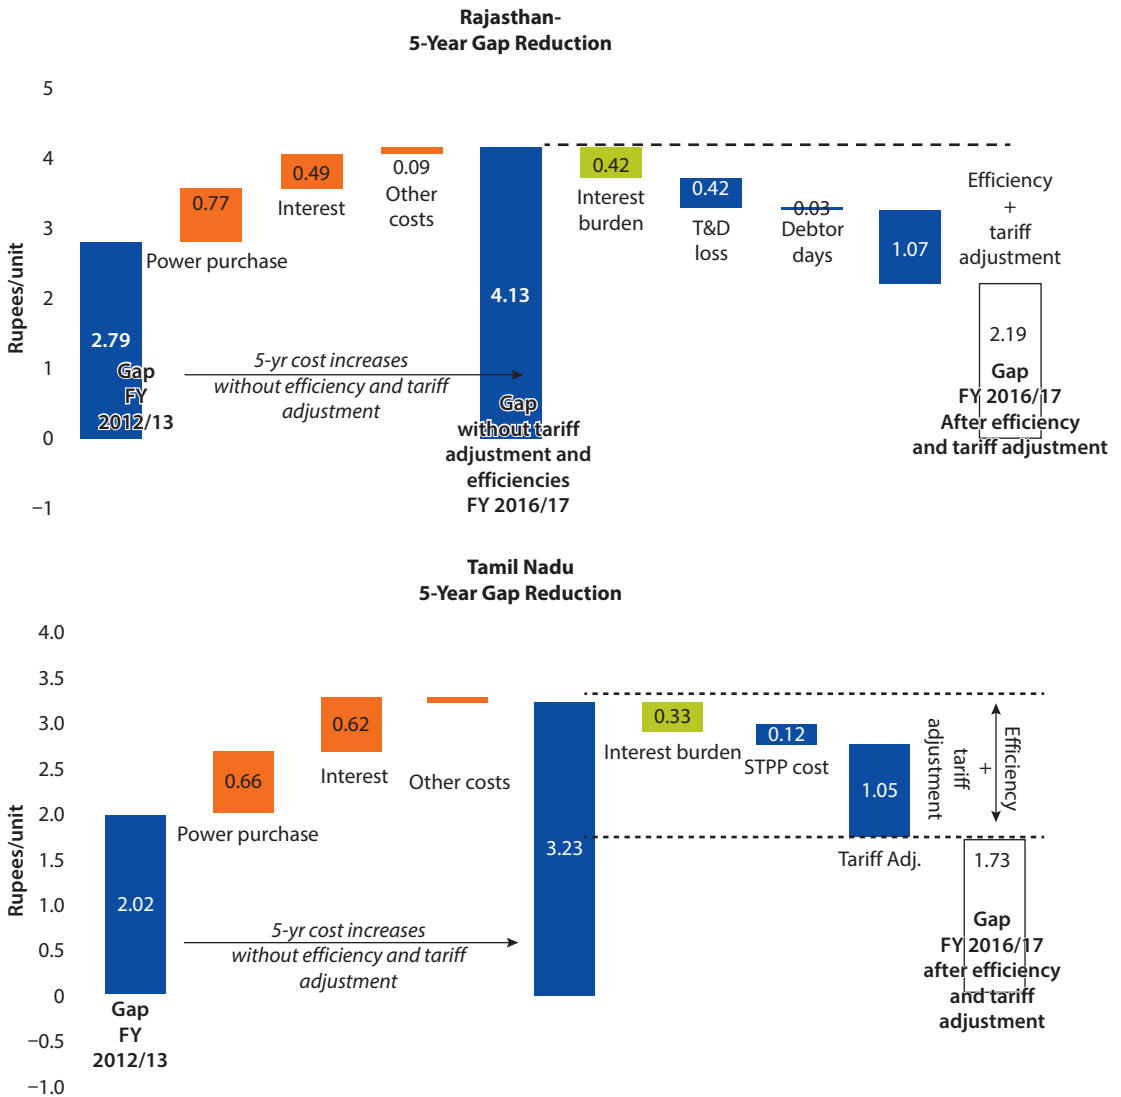 Rajasthan-
5-Year Gap Reduction
Rupees/unit
5
4
3
2
1
0
−1
2.79
Gap
FY
2012/13
0.77
Power purchase
0.49
Interest
0.09
Other
costs
5-yr cost increases
without efficiency and tariff
adjustment
4.13
Gap
without tariff
adjustment and
efficiencies
FY 2016/17
0.42
Interest
burden
0.42
T&D
loss
0.03
Debtor
days
1.07
Efficiency
+
tariff
adjustment
2.19
Gap
FY 2016/17
After efficiency
and tariff adjustment
Tamil Nadu
5-Year Gap Reduction
Rupees/unit
4.0
3.5
3.0
2.5
2.0
1.5
1.0
0.5
0
−0.5
−1.0
2.02
Gap
FY
2012/13
0.66
Power purchase
0.62
Interest
Other costs
5-yr cost increases
without efficiency and tariff
adjustment
3.23
0.33
Interest burden
0.12
STPP cost
1.05
Tariff Adj.
Efficiency
+
tariff
adjustment
1.73
Gap
FY 2016/17
after efficiency
and tariff
adjustment